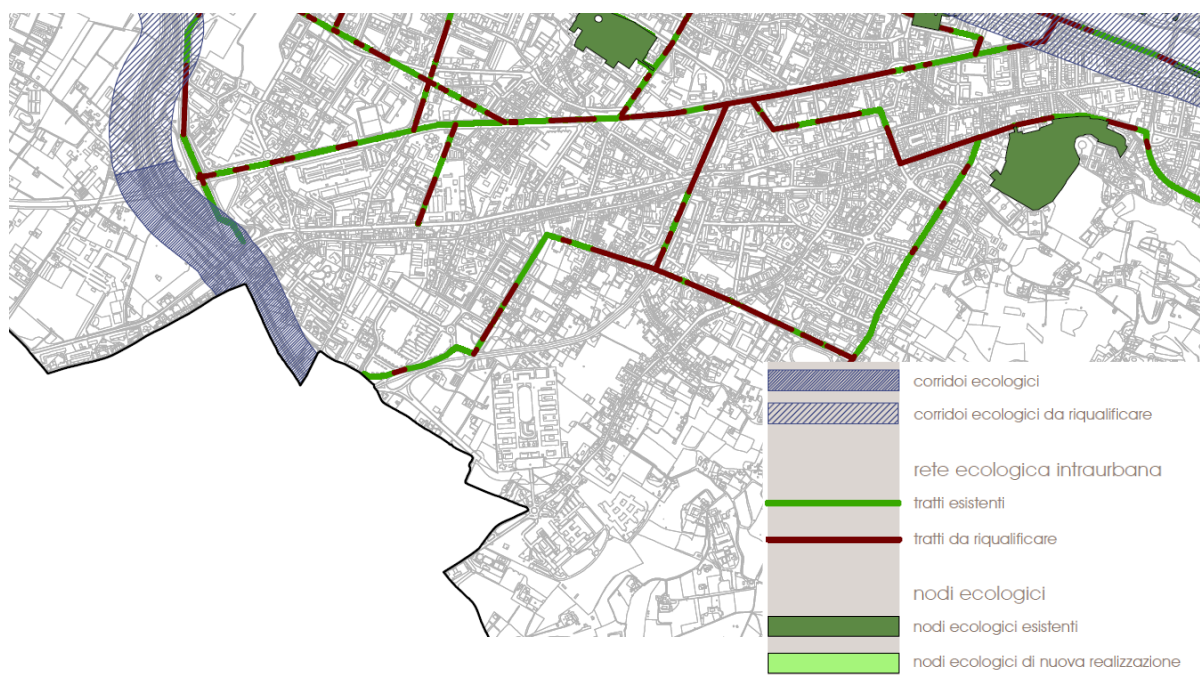 corridoi ecologici
corridoi ecologici da riqualificare
rete ecologica intraurbana
tratti esistenti
tratti da riqualificare
nodi ecologici
nodi ecologici esistenti
nodi ecologici di nuova realizzazione